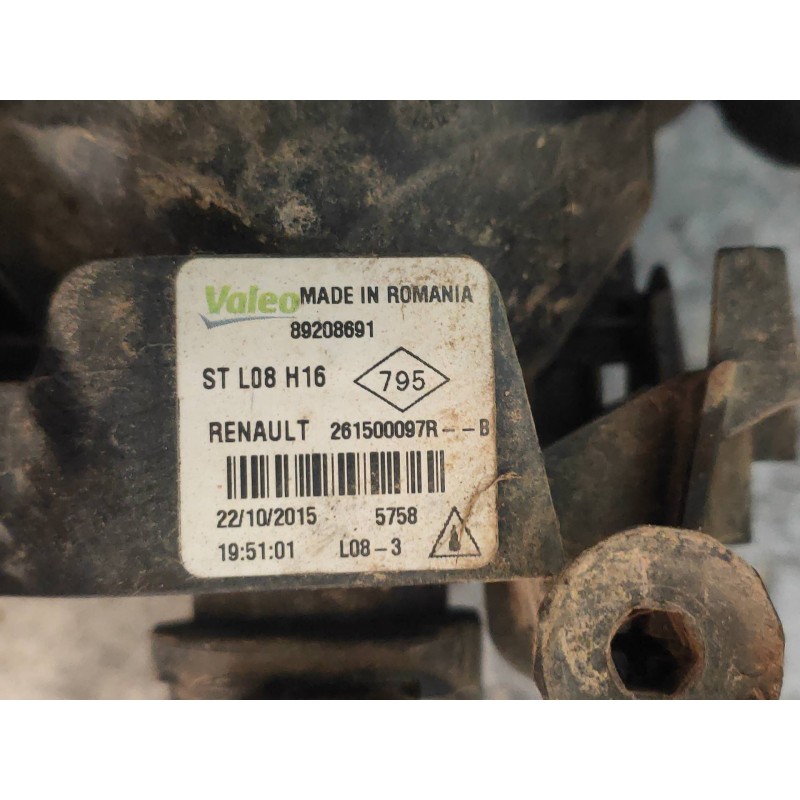 Valeo MADE IN ROMANIA
89208691
ST L08 H16 795
RENAULT 261500097R--B
22/10/2015 5758
19:51:01 L08-3